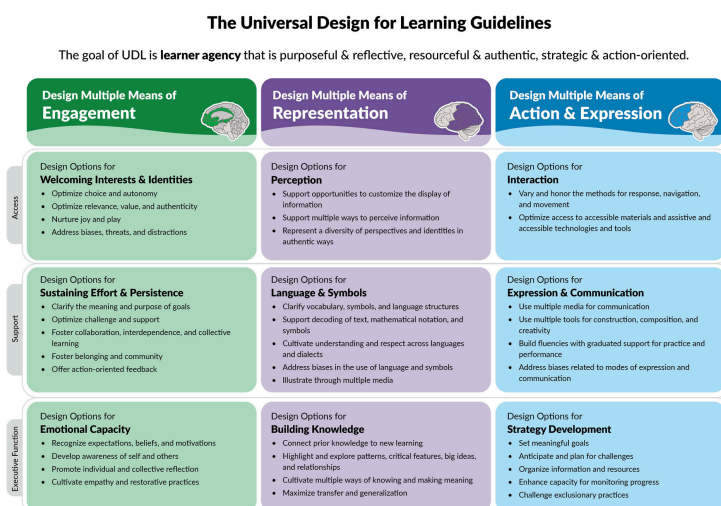 The Universal Design for Learning Guidelines
The goal of UDL is learner agency that is purposeful & reflective, resourceful & authentic, strategic & action-oriented.
Design Multiple Means of
Engagement
Design Multiple Means of
Representation
Design Multiple Means of
Action & Expression
Access
Design Options for
Welcoming Interests & Identities
• Optimize choice and autonomy
• Optimize relevance, value, and authenticity
• Nurture joy and play
• Address biases, threats, and distractions
Design Options for
Perception
• Support opportunities to customize the display of
information
• Support multiple ways to perceive information
• Represent a diversity of perspectives and identities in
authentic ways
Design Options for
Interaction
• Vary and honor the methods for response, navigation,
and movement
• Optimize access to accessible materials and assistive and
accessible technologies and tools
Support
Design Options for
Sustaining Effort & Persistence
• Clarify the meaning and purpose of goals
• Optimize challenge and support
• Foster collaboration, interdependence, and collective
learning
• Foster belonging and community
• Offer action-oriented feedback
Design Options for
Language & Symbols
• Clarify vocabulary, symbols, and language structures
• Support decoding of text, mathematical notation, and
symbols
• Cultivate understanding and respect across languages
and dialects
• Address biases in the use of language and symbols
• Illustrate through multiple media
Design Options for
Expression & Communication
• Use multiple media for communication
• Use multiple tools for construction, composition, and
creativity
• Build fluencies with graduated support for practice and
performance
• Address biases related to modes of expression and
communication
Executive Function
Design Options for
Emotional Capacity
• Recognize expectations, beliefs, and motivations
• Develop awareness of self and others
• Promote individual and collective reflection
• Cultivate empathy and restorative practices
Design Options for
Building Knowledge
• Connect prior knowledge to new learning
• Highlight and explore patterns, critical features, big ideas,
and relationships
• Cultivate multiple ways of knowing and making meaning
• Maximize transfer and generalization
Design Options for
Strategy Development
• Set meaningful goals
• Anticipate and plan for challenges
• Organize information and resources
• Enhance capacity for monitoring progress
• Challenge exclusionary practices